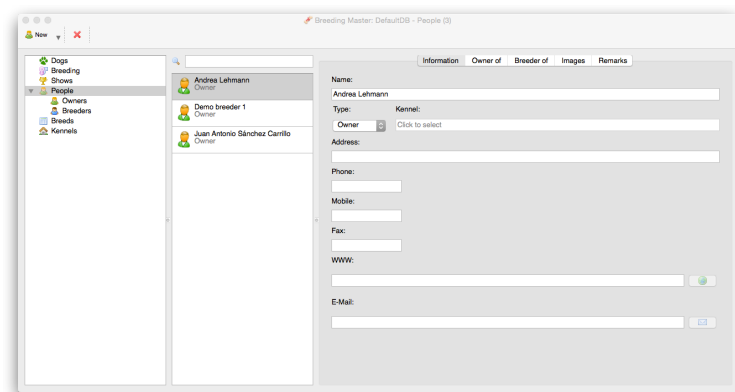 Breeding Master: DefaultDB - People (3)
New
Dogs
Breeding
Shows
People
Owners
Breeders
Breeds
Kennels
Andrea Lehmann
Owner
Demo breeder 1
Owner
Juan Antonio Sánchez Carrillo
Owner
Information Owner of Breeder of Images Remarks
Name:
Andrea Lehmann
Type: Kennel:
Owner Click to select
Address:
Phone:
Mobile:
Fax:
WWW:
E-Mail: